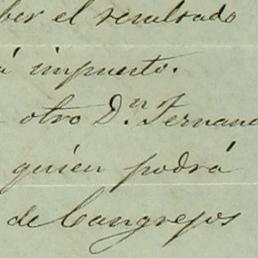 ber el resultado
á impuesto.
otro D.n Fernan
quien podrá
de Cangrejos